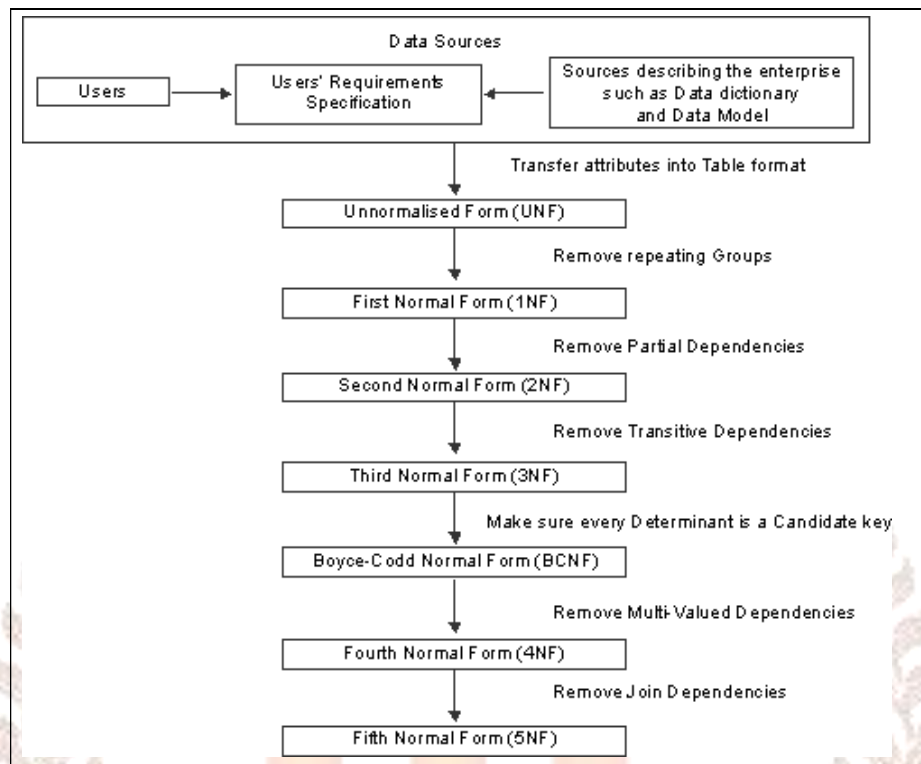 Data Sources
Users
Users' Requirements
Specification
Sources describing the enterprise
such as Data dictionary
and Data Model
Transfer attributes into Table format
Unnormalised Form (UNF)
Remove repeating Groups
First Normal Form (1NF)
Remove Partial Dependencies
Second Normal Form (2NF)
Remove Transitive Dependencies
Third Normal Form (3NF)
Make sure every Determinant is a Candidate key
Boyce-Codd Normal Form (BCNF)
Remove Multi-Valued Dependencies
Fourth Normal Form (4NF)
Remove Join Dependencies
Fifth Normal Form (5NF)